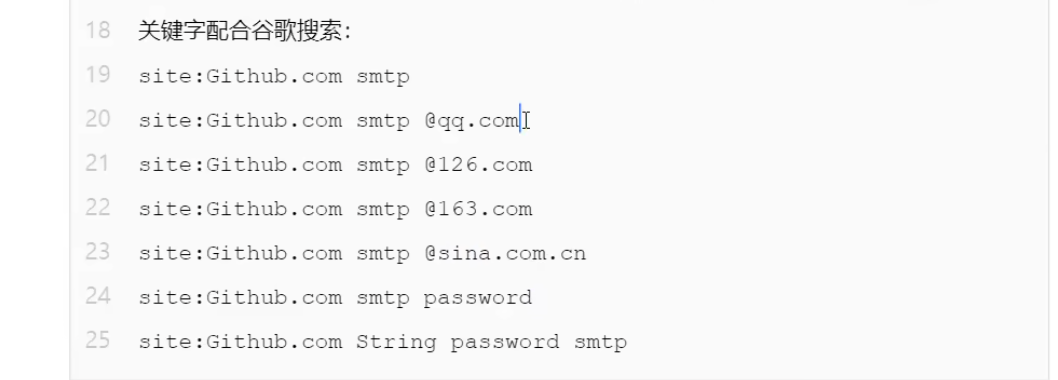 18 关键字配合谷歌搜索：
19 site:Github.com smtp
20 site:Github.com smtp @qq.com
21 site:Github.com smtp @126.com
22 site:Github.com smtp @163.com
23 site:Github.com smtp @sina.com.cn
24 site:Github.com smtp password
25 site:Github.com String password smtp